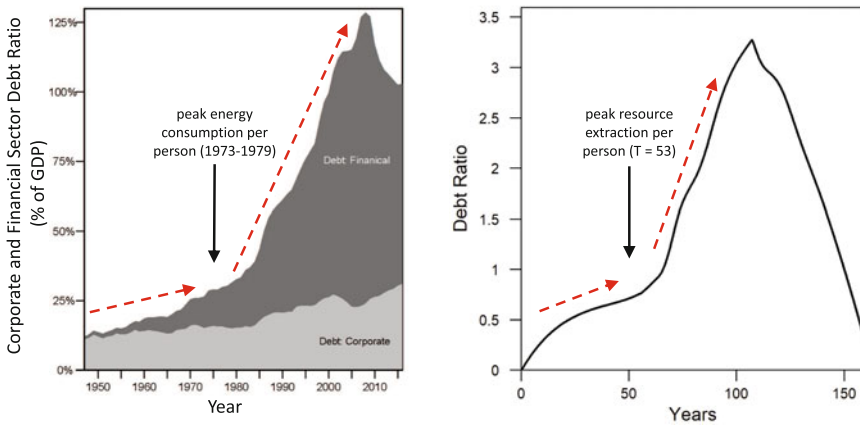 Corporate and Financial Sector Debt Ratio
(% of GDP)
125%
100%
75%
50%
25%
0%
peak energy
consumption per
person (1973-1979)
Debt: Finanical
Debt: Corporate
1950 1960 1970 1980 1990 2000 2010
Year
Debt Ratio
3.5
3
2.5
2
1.5
1
0.5
0
peak resource
extraction per
person (T = 53)
0 50 100 150
Years